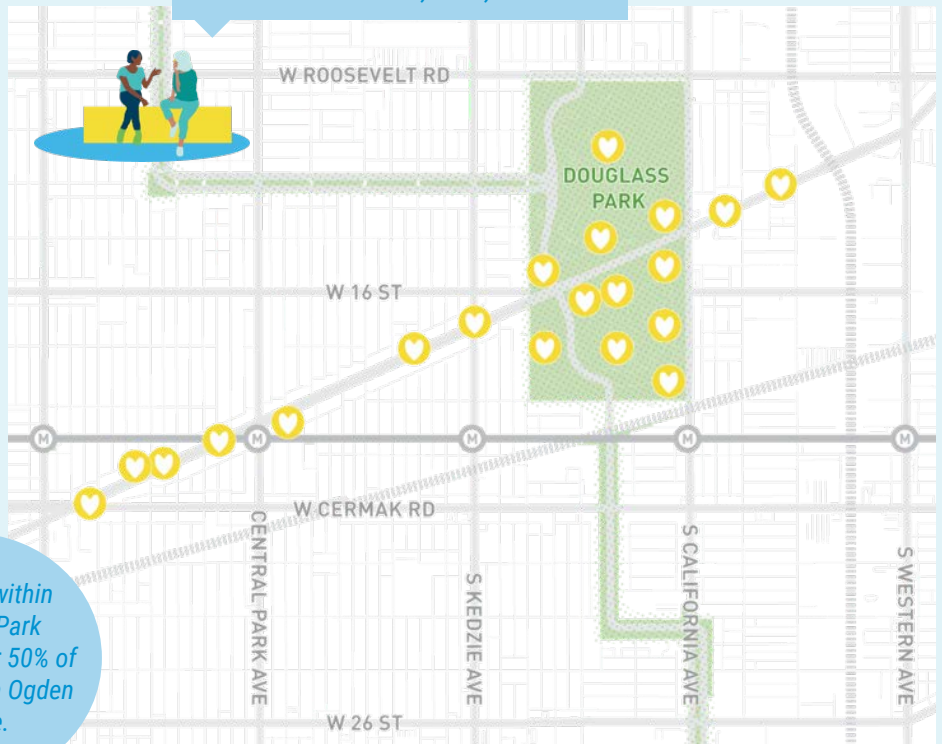 W ROOSEVELT RD
DOUGLASS
PARK
W 16 ST
M
M
M
M
M
W CERMAK RD
CENTRAL PARK AVE
S KEDZIE AVE
S CALIFORNIA AVE
S WESTERN AVE
within
Park
50% of
Ogden
W 26 ST